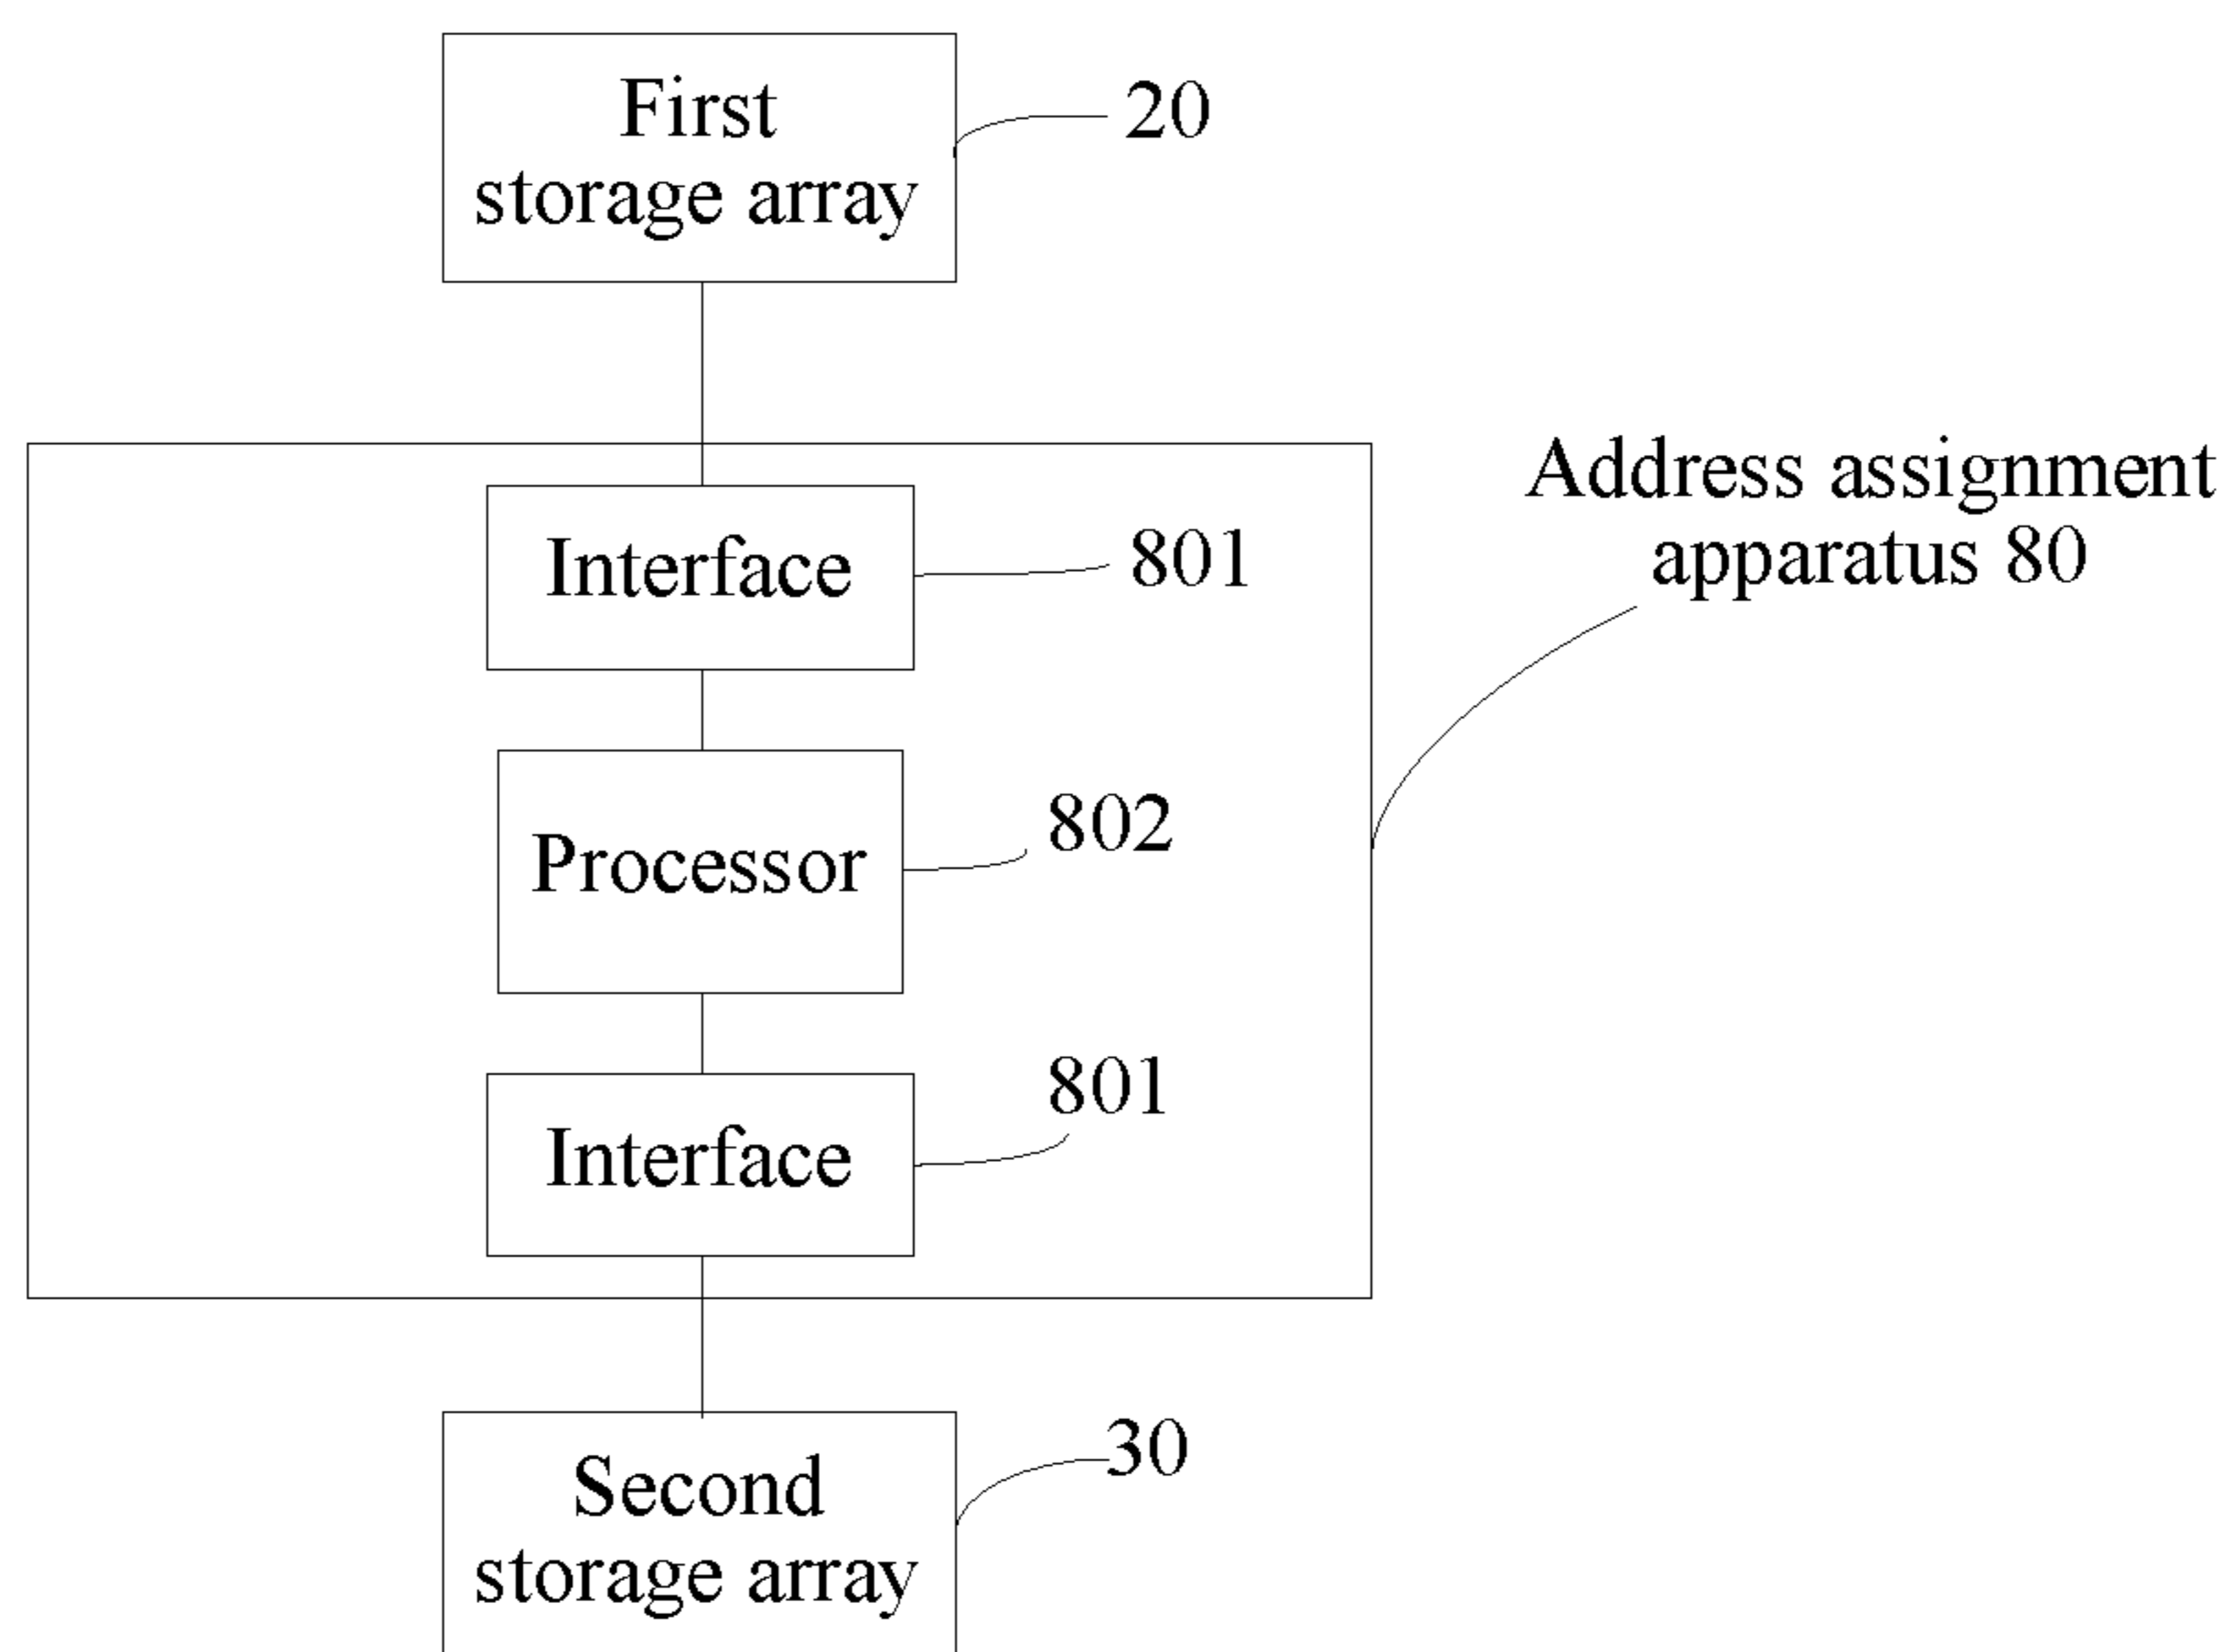 First
storage array
20
Address assignment
apparatus 80
Interface
801
Processor
802
Interface
801
Second
storage array
30